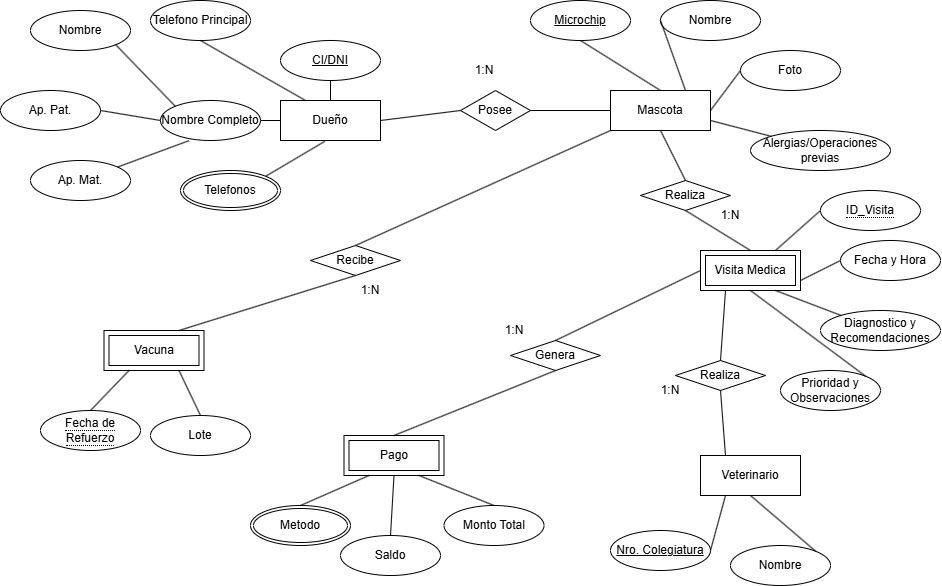 Telefono Principal
Microchip
Nombre
Nombre
CI/DNI
1:N
Foto
Ap. Pat.
Nombre Completo
Dueño
Posee
Mascota
Alergias/Operaciones
previas
Ap. Mat.
Telefonos
Realiza
1:N
ID_Visita
Recibe
1:N
Visita Medica
Fecha y Hora
Diagnostico y
Recomendaciones
1:N
Genera
Vacuna
Realiza
1:N
Prioridad y
Observaciones
Fecha de
Refuerzo
Lote
Pago
Veterinario
Metodo
Monto Total
Saldo
Nro. Colegiatura
Nombre